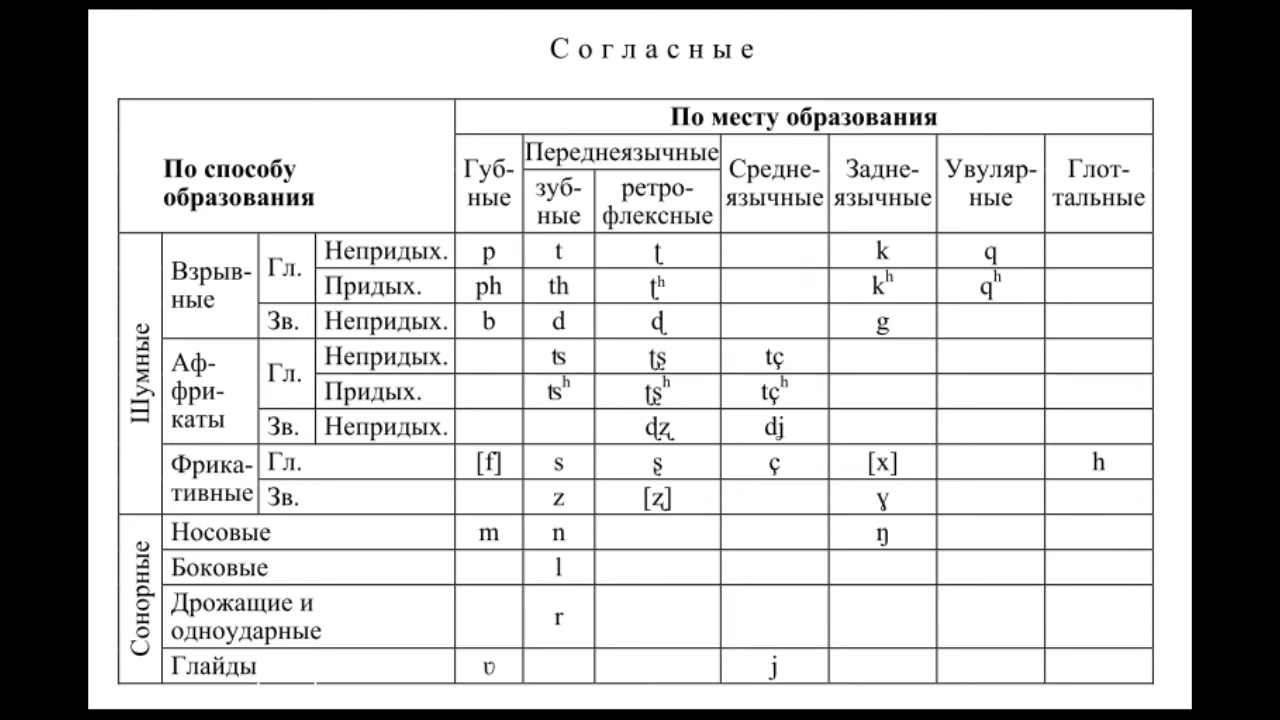 Согласные
По способу
образования
По месту образования
Губ-
ные
Переднеязычные
зуб-
ные
ретро-
флексные
Средне-
язычные
Задне-
язычные
Увуляр-
ные
Глот-
тальные
Шумные
Взрыв-
ные
Гл.
Непридых. p t ʈ k q
Придых. ph th ʈʰ kʰ qʰ
Зв. Непридых. b d ɖ g
Аф-
фри-
каты
Гл.
Непридых. ʦ ʈʂ tç
Придых. ʦʰ ʈʂʰ tçʰ
Зв. Непридых. ɖʐ dʝ
Фрика-
тивные
Гл. [f] s ʂ ç [x] h
Зв. z [ʐ] ɣ
Сонорные
Носовые m n ŋ
Боковые l
Дрожащие и
одноударные r
Глайды ʋ j